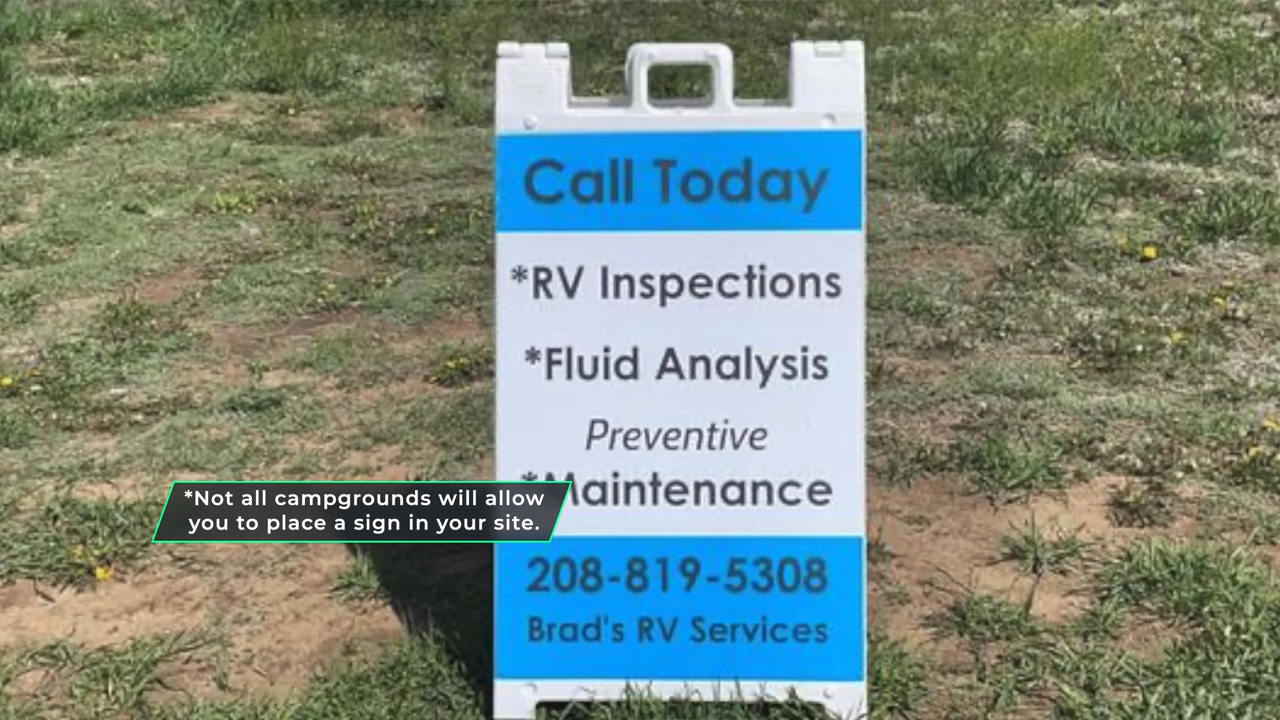 Call Today
*RV Inspections
*Fluid Analysis
Preventive
*Maintenance
*Not all campgrounds will allow
you to place a sign in your site.
208-819-5308
Brad's RV Services